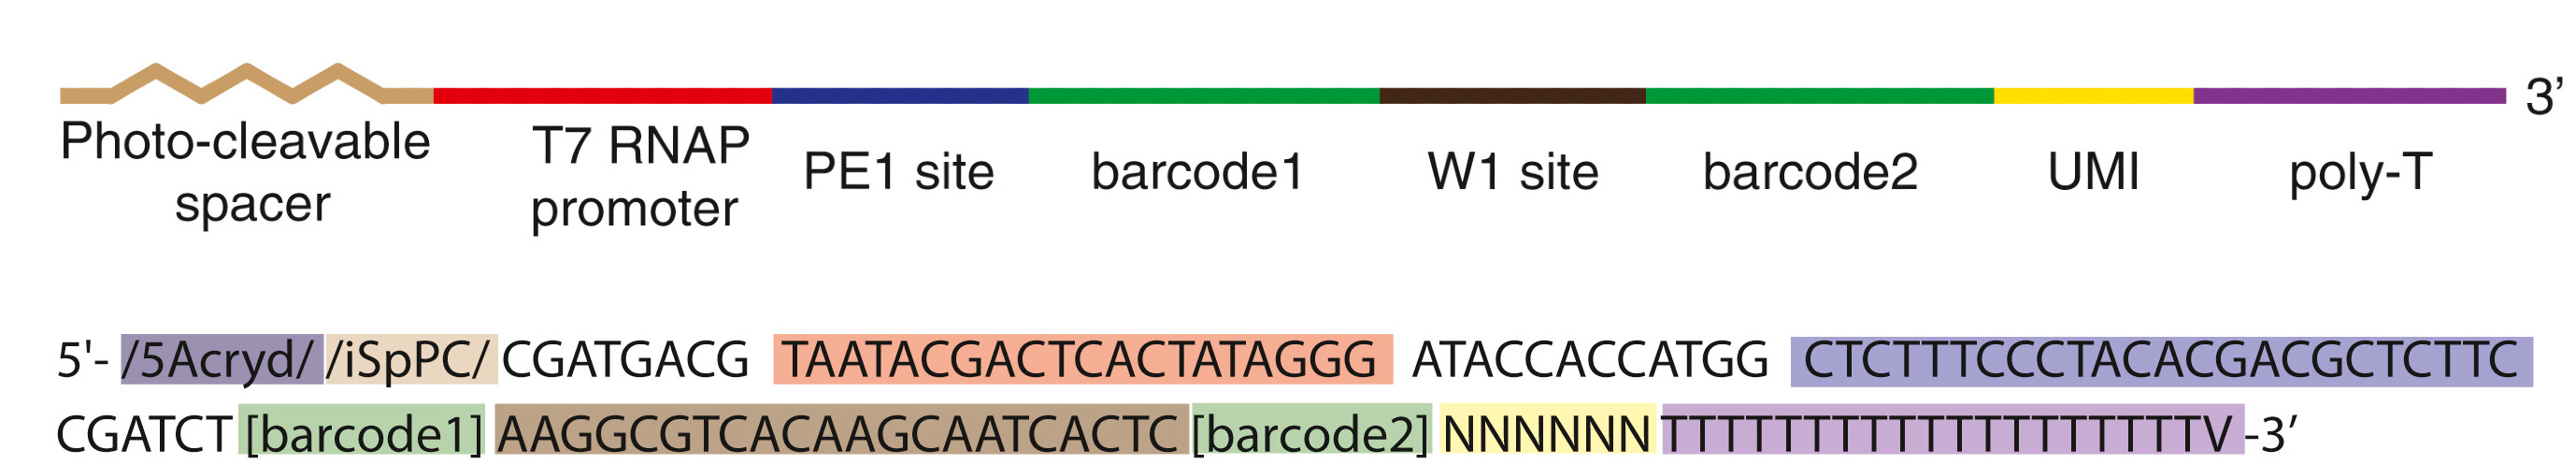 3’
Photo-cleavable spacer
T7 RNAP promoter
PE1 site
barcode1
W1 site
barcode2
UMI
poly-T
5'- /5Acryd/ /iSpPC/ CGATGACG TAATACGACTCACTATAGGG ATACCACCATGG CTCTTTCCCTACACGACGCTCTTC
CGATCT [barcode1] AAGGCGTCACAAGCAATCACTC [barcode2] NNNNNN TTTTTTTTTTTTTTTTTTTV -3’